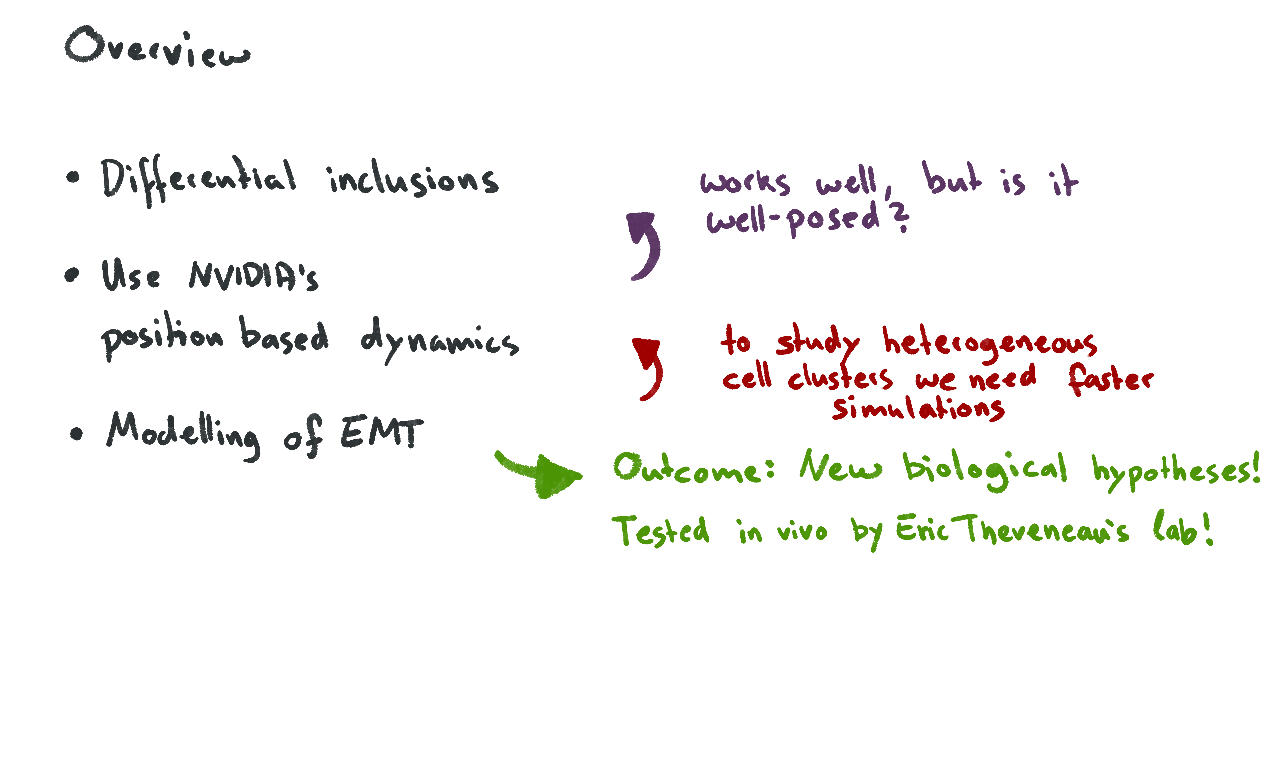 Overview
• Differential inclusions
works well, but is it
well-posed?
• Use NVIDIA's
position based dynamics
to study heterogeneous
cell clusters we need faster
simulations
• Modelling of EMT
Outcome: New biological hypotheses!
Tested in vivo by Eric Theveneau's lab!